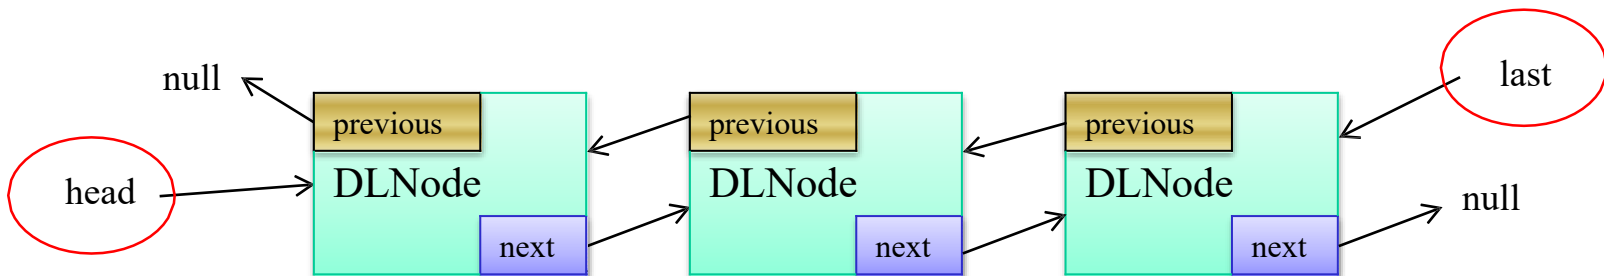 null
head
previous
DLNode
next
previous
DLNode
next
previous
DLNode
next
last
null